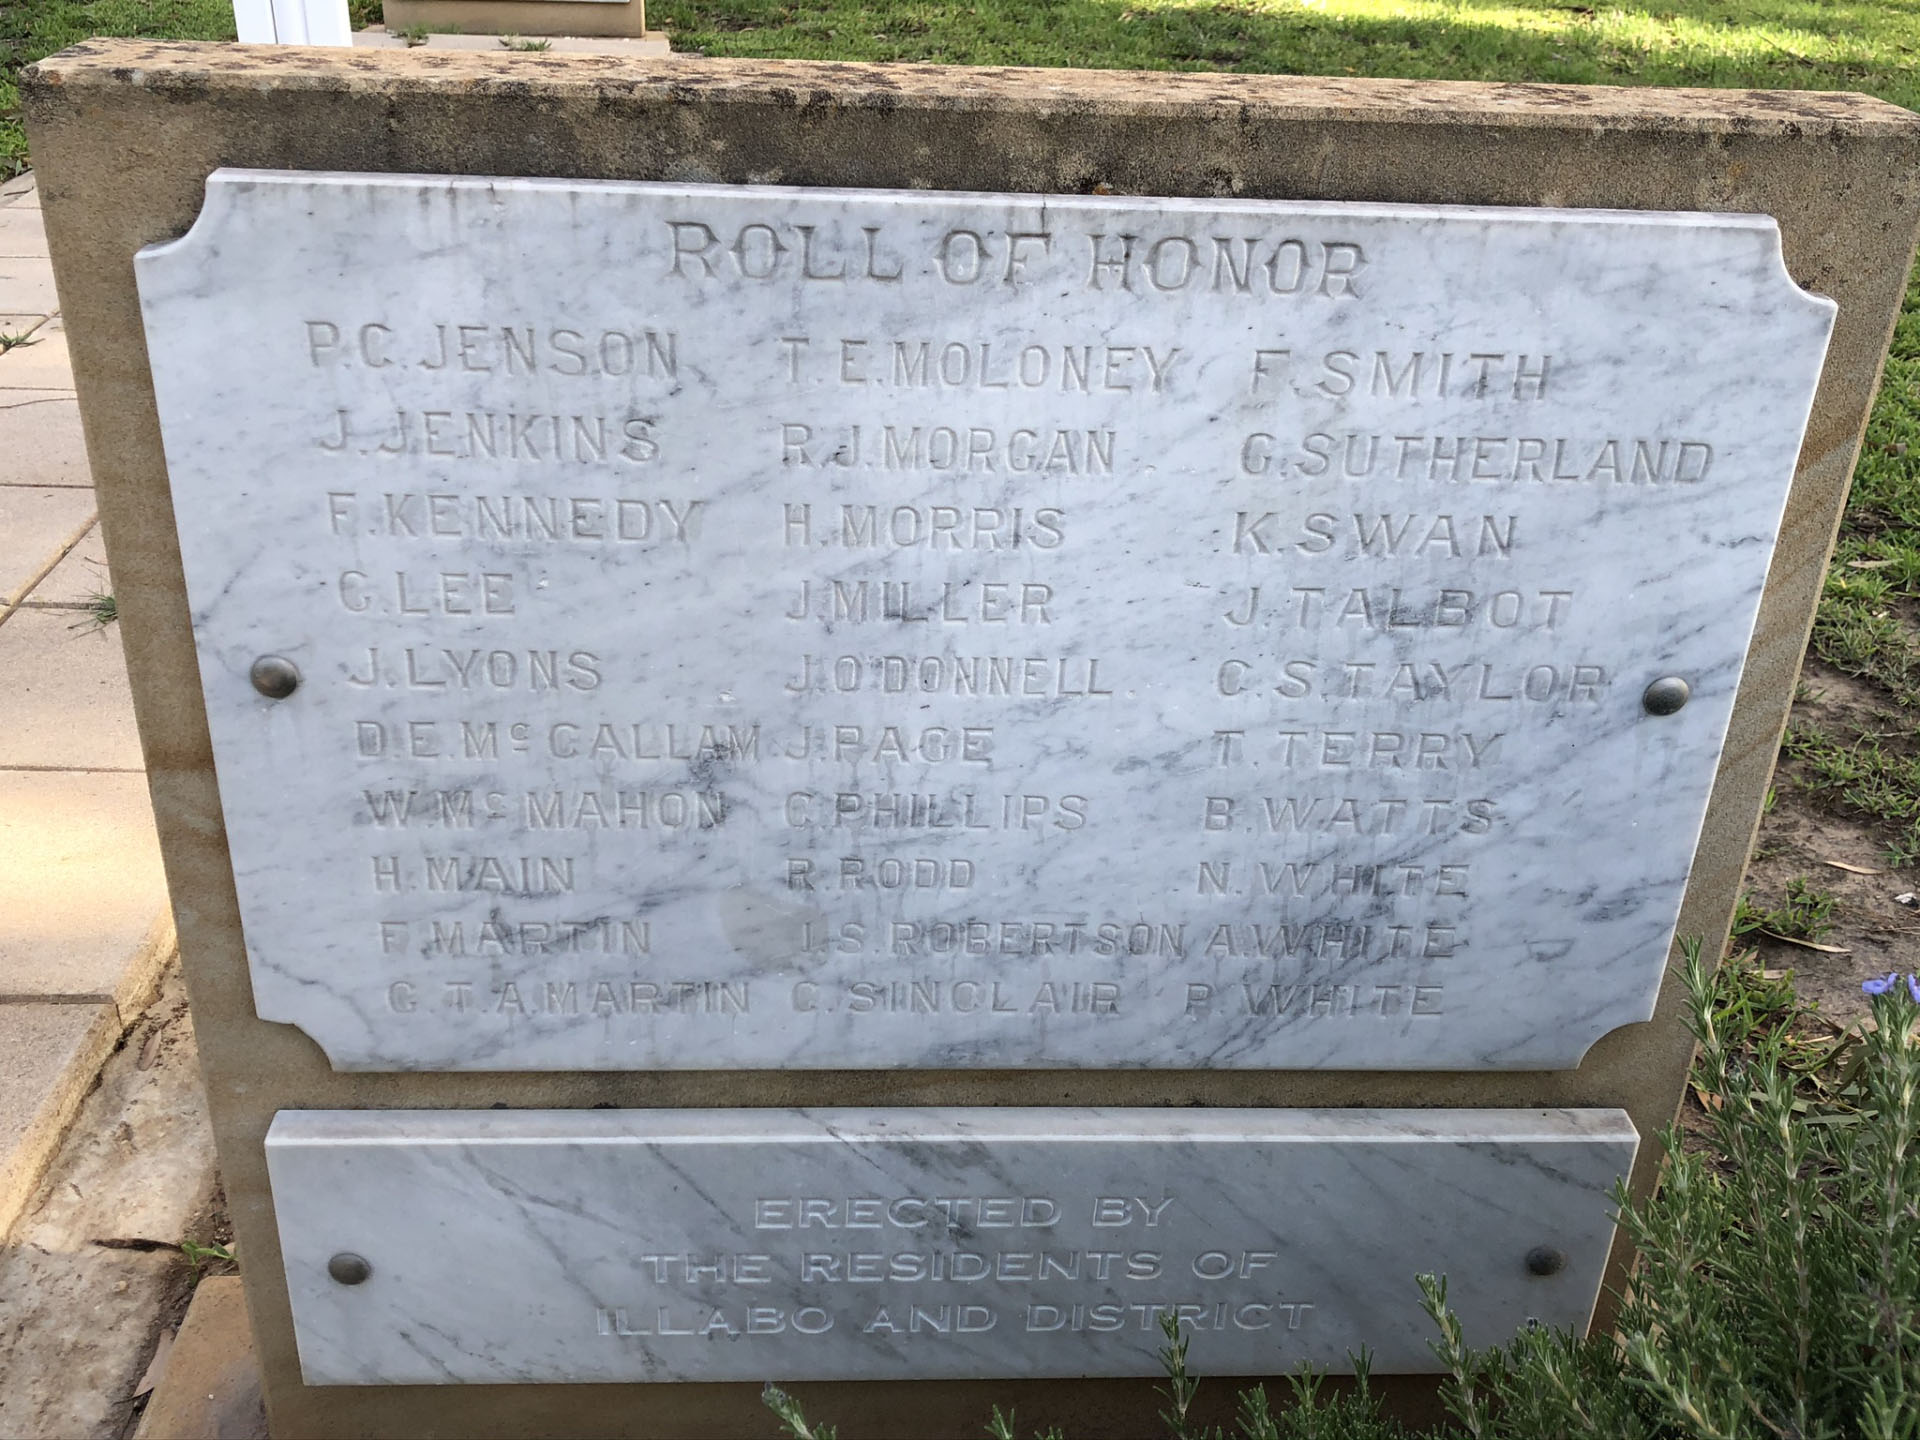 ROLL OF HONOR
P.C. JENSON
J. JENKINS
F. KENNEDY
G. LEE
J. LYONS
D.E. McCALLAM
W. McMAHON
H. MAIN
F. MARTIN
G.T.A. MARTIN
T.E. MOLONEY
R.J. MORGAN
H. MORRIS
J. MILLER
J. O'DONNELL
J. PAGE
C. PHILLIPS
R. RODD
J.S. ROBERTSON
C. SINCLAIR
F. SMITH
G. SUTHERLAND
K. SWAN
J. TALBOT
C.S. TAYLOR
T. TERRY
B. WATTS
N. WHITE
A. WHITE
P. WHITE
ERECTED BY
THE RESIDENTS OF
ILLABO AND DISTRICT